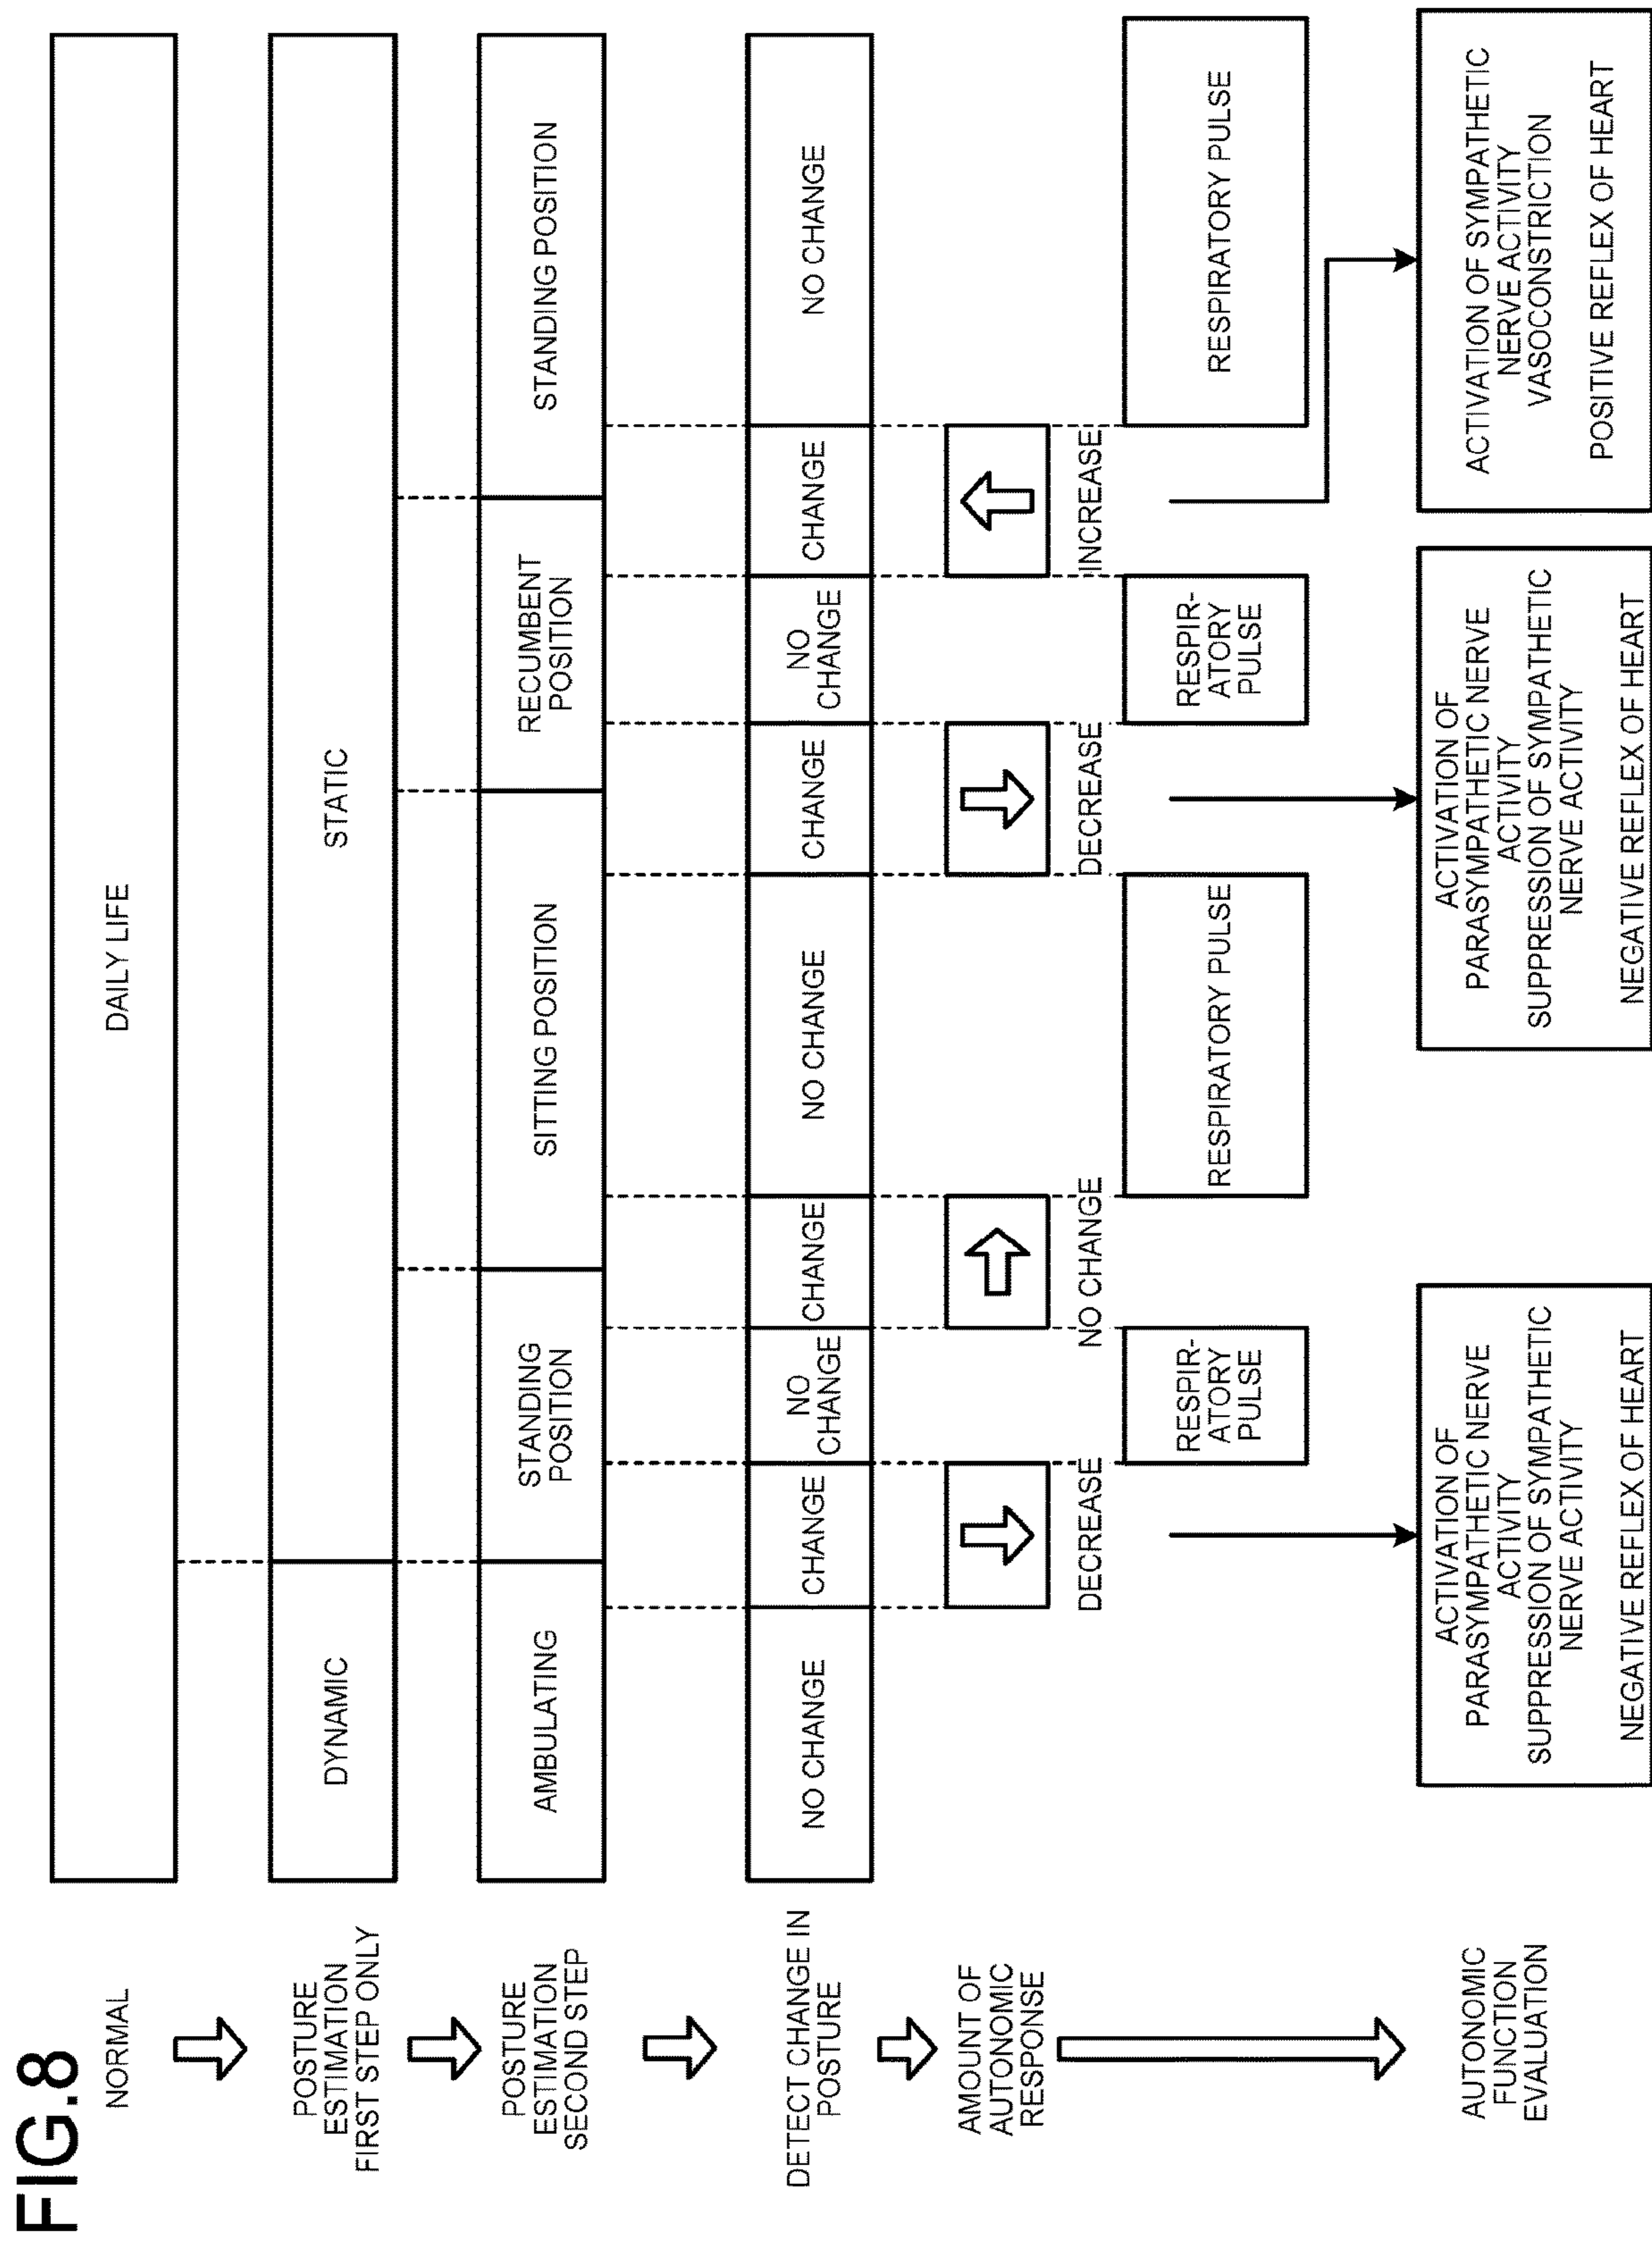 FIG.8
NORMAL
DAILY LIFE
POSTURE
ESTIMATION
FIRST STEP ONLY
DYNAMIC
STATIC
POSTURE
ESTIMATION
SECOND STEP
AMBULATING
STANDING
POSITION
SITTING POSITION
RECUMBENT
POSITION
STANDING POSITION
DETECT CHANGE IN
POSTURE
NO CHANGE
CHANGE
NO
CHANGE
CHANGE
NO CHANGE
CHANGE
NO
CHANGE
CHANGE
NO CHANGE
AMOUNT OF
AUTONOMIC
RESPONSE
DECREASE
NO CHANGE
DECREASE
INCREASE
RESPIR-
ATORY
PULSE
RESPIRATORY PULSE
RESPIR-
ATORY
PULSE
RESPIRATORY PULSE
AUTONOMIC
FUNCTION
EVALUATION
ACTIVATION OF
PARASYMPATHETIC NERVE
ACTIVITY
SUPPRESSION OF SYMPATHETIC
NERVE ACTIVITY
NEGATIVE REFLEX OF HEART
ACTIVATION OF
PARASYMPATHETIC NERVE
ACTIVITY
SUPPRESSION OF SYMPATHETIC
NERVE ACTIVITY
NEGATIVE REFLEX OF HEART
ACTIVATION OF SYMPATHETIC
NERVE ACTIVITY
VASOCONSTRICTION
POSITIVE REFLEX OF HEART